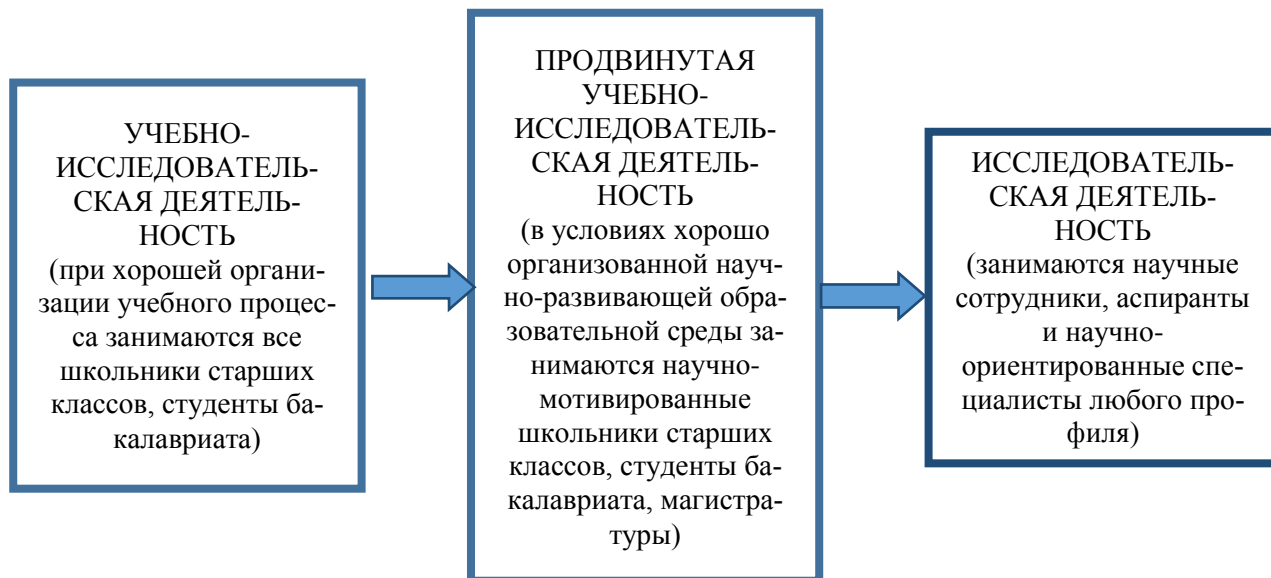 УЧЕБНО-
ИССЛЕДОВАТЕЛЬ-
СКАЯ ДЕЯТЕЛЬ-
НОСТЬ
(при хорошей органи-
зации учебного процес-
са занимаются все
школьники старших
классов, студенты ба-
калавриата)
ПРОДВИНУТАЯ
УЧЕБНО-
ИССЛЕДОВАТЕЛЬ-
СКАЯ ДЕЯТЕЛЬ-
НОСТЬ
(в условиях хорошо
организованной науч-
но-развивающей обра-
зовательной среды за-
нимаются научно-
мотивированные
школьники старших
классов, студенты ба-
калавриата, магистра-
туры)
ИССЛЕДОВАТЕЛЬ-
СКАЯ ДЕЯТЕЛЬ-
НОСТЬ
(занимаются научные
сотрудники, аспиранты
и научно-
ориентированные спе-
циалисты любого про-
филя)